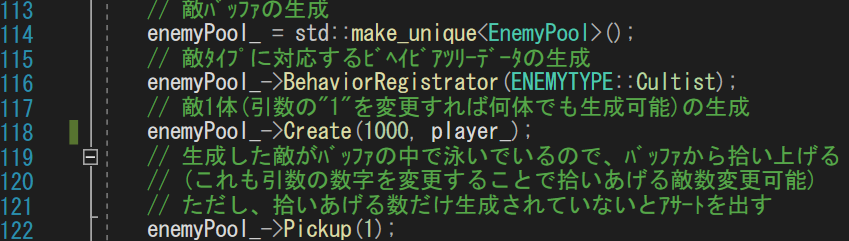 113 // 敵ﾊﾞｯﾌｧの生成
114 enemyPool_ = std::make_unique<EnemyPool>();
115 // 敵ﾀｲﾌﾟに対応するﾋﾞﾍｲﾋﾞｱﾂﾘｰﾃﾞｰﾀの生成
116 enemyPool_->BehaviorRegistrator(ENEMYTYPE::Cultist);
117 // 敵1体(引数の"1"を変更すれば何体でも生成可能)の生成
118 enemyPool_->Create(1000, player_);
119 // 生成した敵がﾊﾞｯﾌｧの中で泳いでいるので、ﾊﾞｯﾌｧから拾い上げる
120 // (これも引数の数字を変更することで拾いあげる敵数変更可能)
121 // ただし、拾いあげる数だけ生成されていないとｱｻｰﾄを出す
122 enemyPool_->Pickup(1);